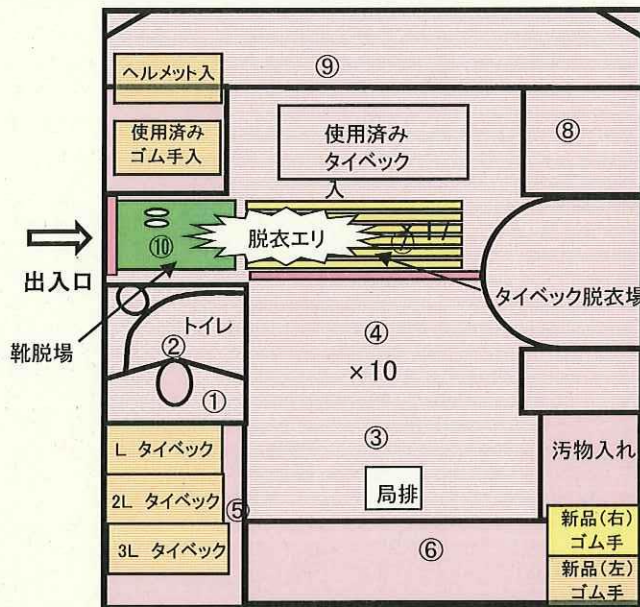 ⑨
ヘルメット入
使用済み
ゴム手入
使用済み
タイベック
入
⑧
⑩
脱衣エリ
⑦
出入口
タイベック脱衣場
靴脱場
トイレ
②
①
④
×10
③
局排
L タイベック
2L タイベック
3L タイベック
⑤
⑥
汚物入れ
新品(右)
ゴム手
新品(左)
ゴム手